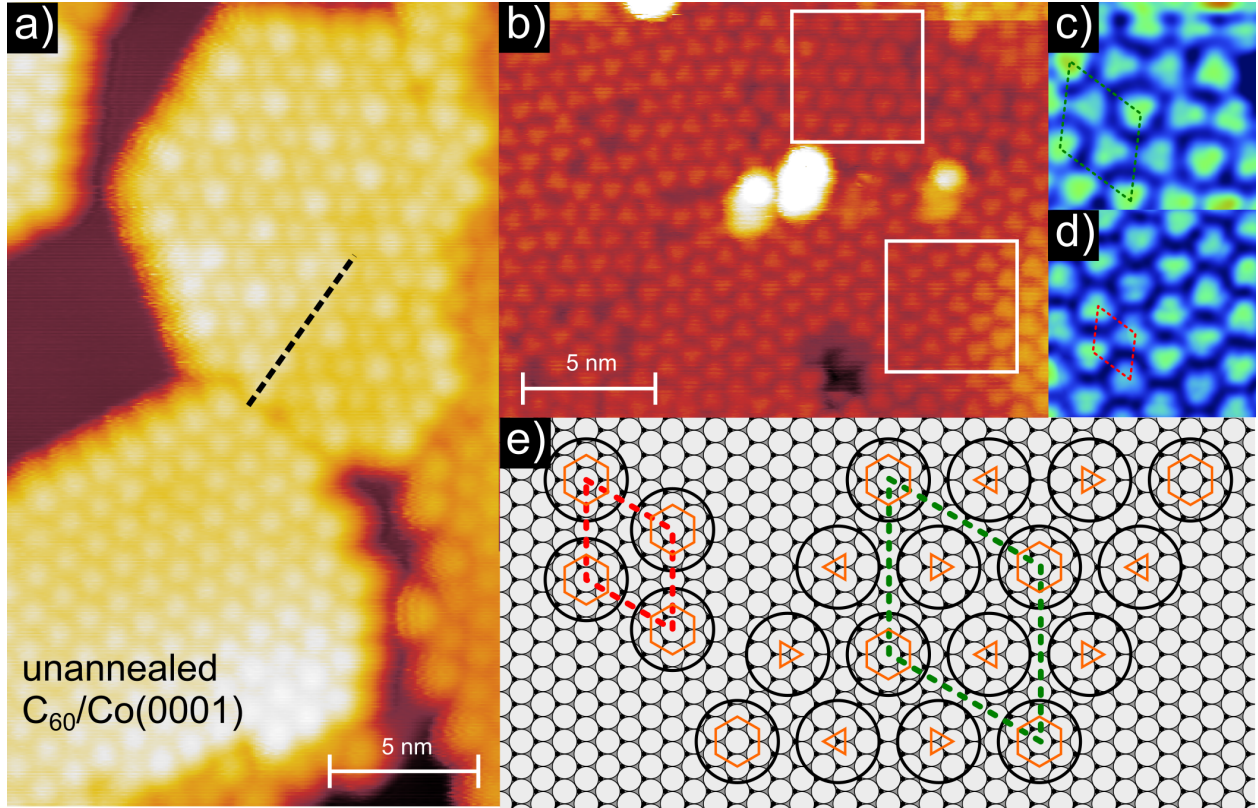 a)
unannealed
C₆₀/Co(0001)
5 nm
b)
5 nm
c)
d)
e)